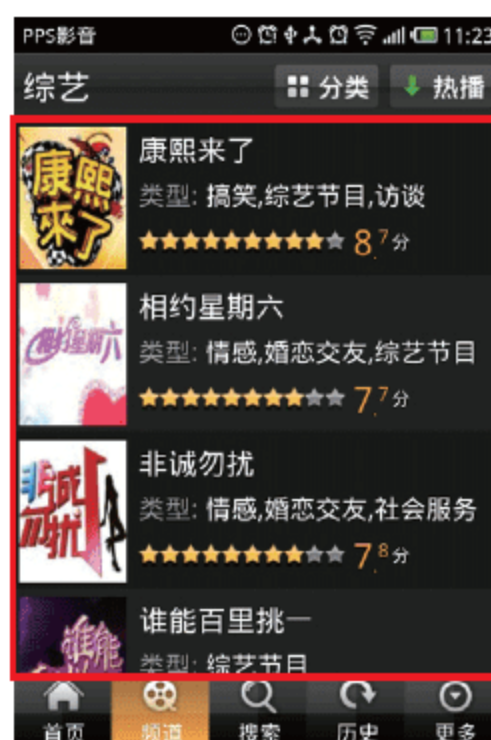 PPS影音 11:23
综艺 分类 热播
康熙來了
康熙来了
类型: 搞笑,综艺节目,访谈
8.7分
相约星期六
相约星期六
类型: 情感,婚恋交友,综艺节目
7.7分
非诚勿扰
非诚勿扰
类型: 情感,婚恋交友,社会服务
7.8分
谁能
谁能百里挑一
类型: 综艺节目
首页 频道 搜索 历史 更多